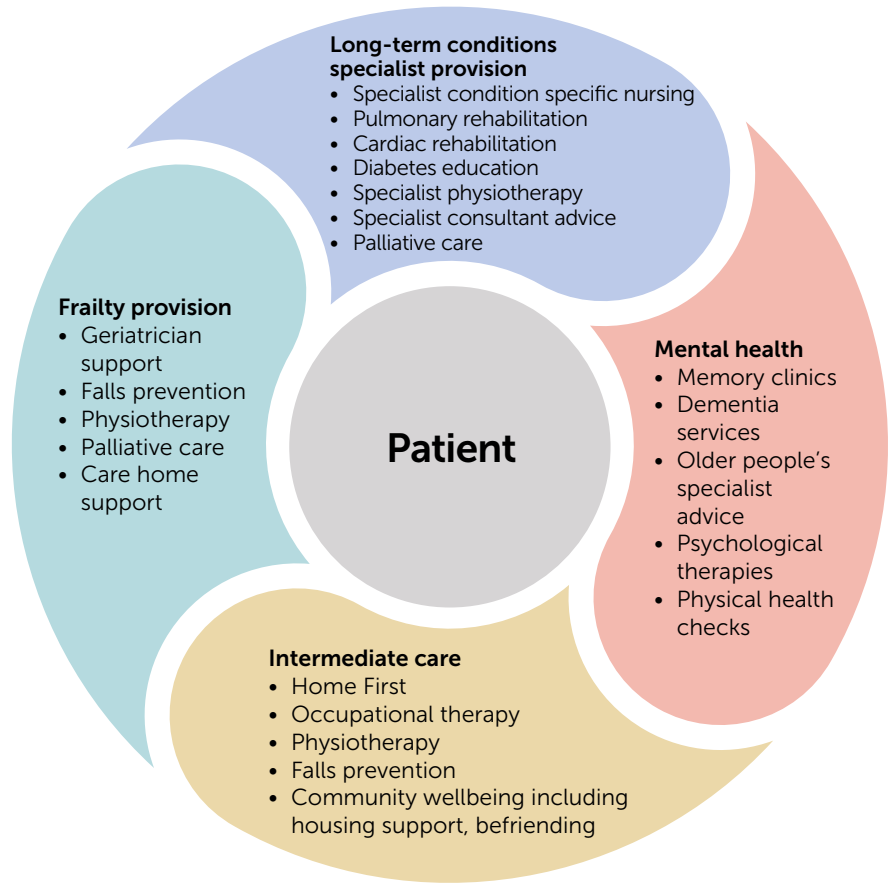 Long-term conditions
specialist provision
• Specialist condition specific nursing
• Pulmonary rehabilitation
• Cardiac rehabilitation
• Diabetes education
• Specialist physiotherapy
• Specialist consultant advice
• Palliative care
Frailty provision
• Geriatrician
support
• Falls prevention
• Physiotherapy
• Palliative care
• Care home
support
Patient
Mental health
• Memory clinics
• Dementia
services
• Older people’s
specialist
advice
• Psychological
therapies
• Physical health
checks
Intermediate care
• Home First
• Occupational therapy
• Physiotherapy
• Falls prevention
• Community wellbeing including
housing support, befriending